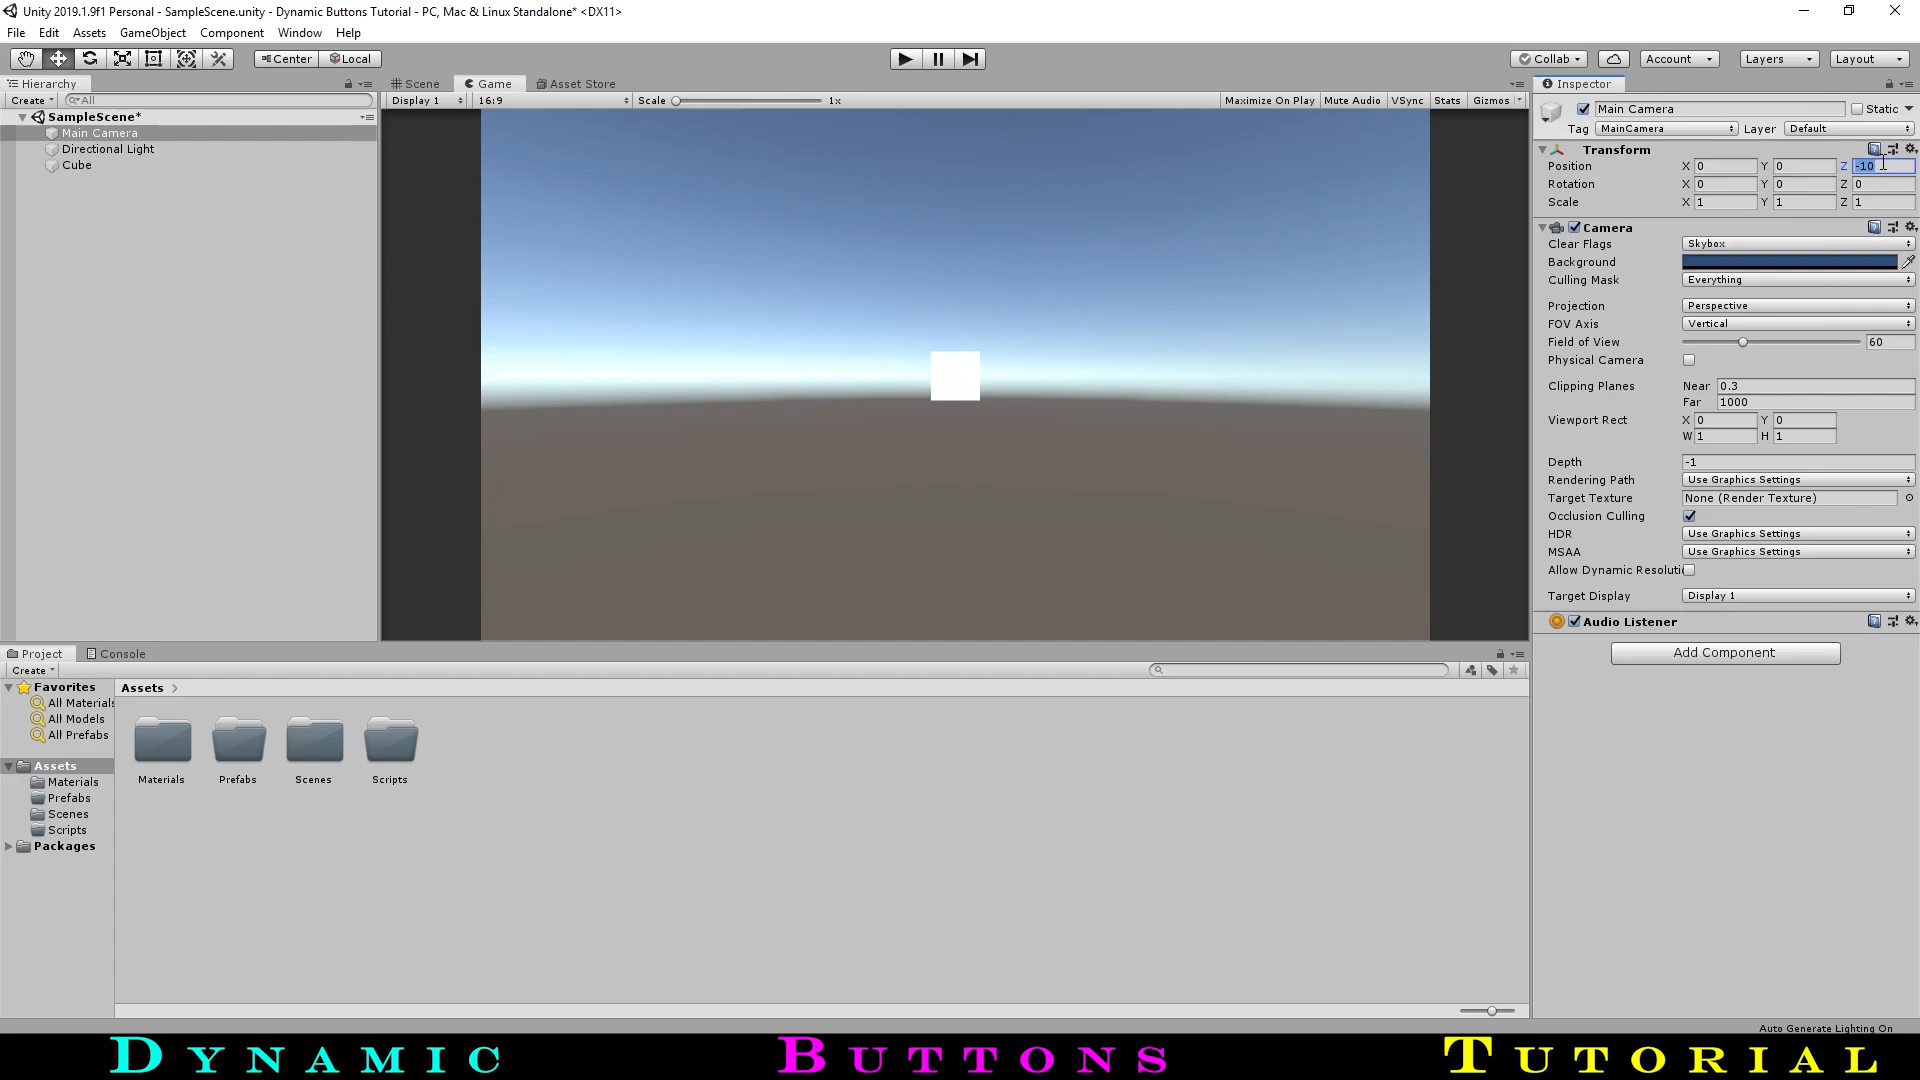 Unity 2019.1.9f1 Personal - SampleScene.unity - Dynamic Buttons Tutorial - PC, Mac & Linux Standalone* <DX11>
File Edit Assets GameObject Component Window Help
Center Local Collab Account Layers Layout
Hierarchy Scene Game Asset Store Inspector
Create All Display 1 16:9 Scale 1x Maximize On Play Mute Audio VSync Stats Gizmos
SampleScene*
Main Camera
Directional Light
Cube
Main Camera Static
Tag MainCamera Layer Default
Transform
Position X 0 Y 0 Z -10
Rotation X 0 Y 0 Z 0
Scale X 1 Y 1 Z 1
Camera
Clear Flags Skybox
Background
Culling Mask Everything
Projection Perspective
FOV Axis Vertical
Field of View 60
Physical Camera
Clipping Planes Near 0.3
Far 1000
Viewport Rect X 0 Y 0
W 1 H 1
Depth -1
Rendering Path Use Graphics Settings
Target Texture None (Render Texture)
Occlusion Culling
HDR Use Graphics Settings
MSAA Use Graphics Settings
Allow Dynamic Resoluti
Target Display Display 1
Audio Listener
Add Component
Project Console
Create
Favorites
All Materials
All Models
All Prefabs
Assets
Materials
Prefabs
Scenes
Scripts
Packages
Assets
Materials Prefabs Scenes Scripts
Auto Generate Lighting On
DYNAMIC BUTTONS TUTORIAL